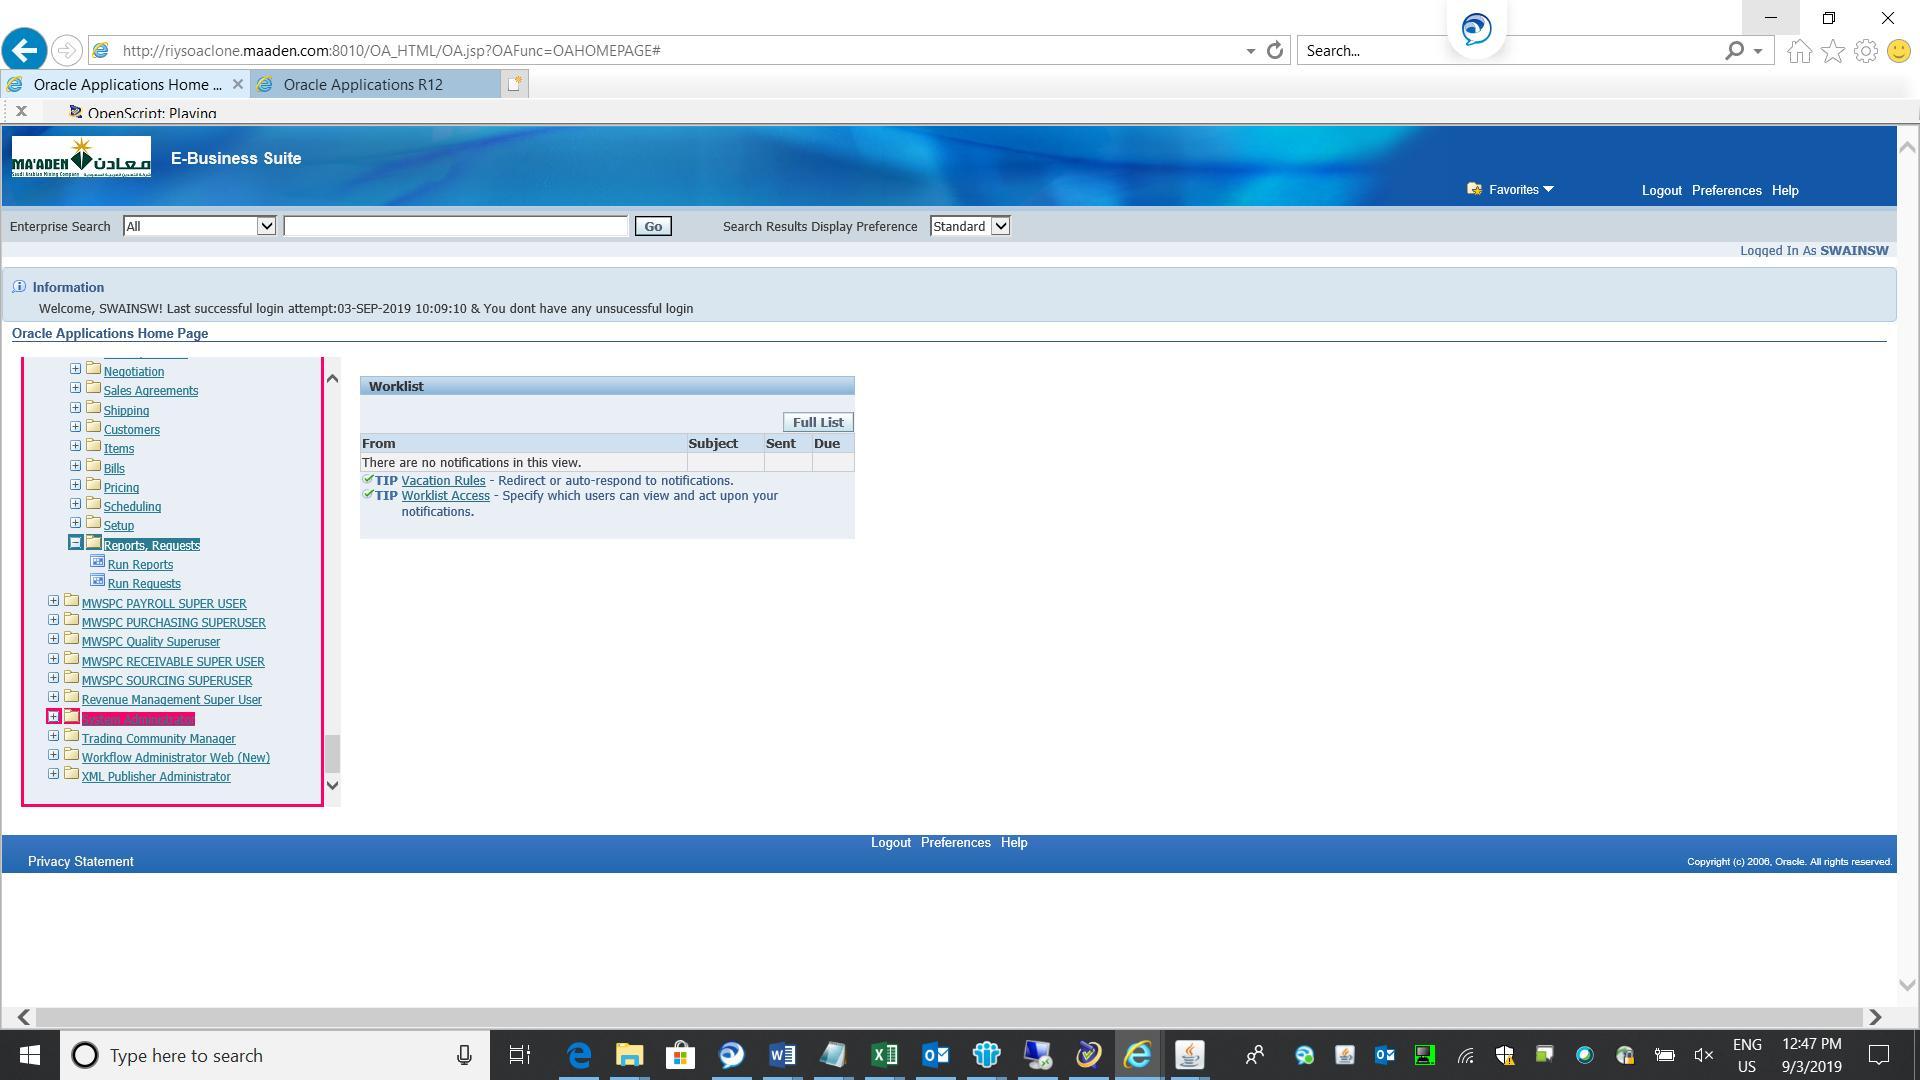 http://riysoaclone.maaden.com:8010/OA_HTML/OA.jsp?OAFunc=OAHOMEPAGE#
Search...
Oracle Applications Home ...
Oracle Applications R12
OpenScript: Playing
MA'ADEN معادن
Saudi Arabian Mining Company
E-Business Suite
Favorites
Logout Preferences Help
Enterprise Search All Go Search Results Display Preference Standard
Logged In As SWAINSW
Information
Welcome, SWAINSW! Last successful login attempt:03-SEP-2019 10:09:10 & You dont have any unsucessful login
Oracle Applications Home Page
Negotiation
Sales Agreements
Shipping
Customers
Items
Bills
Pricing
Scheduling
Setup
Reports, Requests
Run Reports
Run Requests
MWSPC PAYROLL SUPER USER
MWSPC PURCHASING SUPERUSER
MWSPC Quality Superuser
MWSPC RECEIVABLE SUPER USER
MWSPC SOURCING SUPERUSER
Revenue Management Super User
System Administrator
Trading Community Manager
Workflow Administrator Web (New)
XML Publisher Administrator
Worklist
Full List
From Subject Sent Due
There are no notifications in this view.
TIP Vacation Rules - Redirect or auto-respond to notifications.
TIP Worklist Access - Specify which users can view and act upon your
notifications.
Logout Preferences Help
Privacy Statement
Copyright (c) 2006, Oracle. All rights reserved.
Type here to search
ENG
US
12:47 PM
9/3/2019